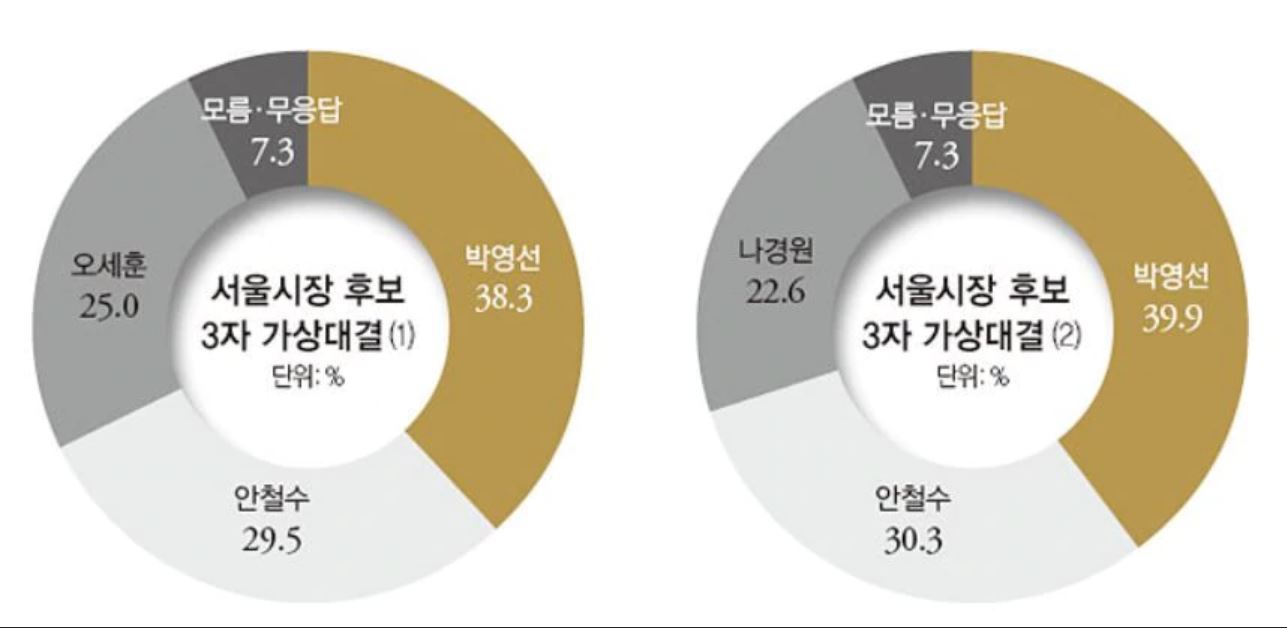 모름·무응답
7.3
박영선
38.3
오세훈
25.0
안철수
29.5
서울시장 후보
3자 가상대결 (1)
단위: %
모름·무응답
7.3
박영선
39.9
나경원
22.6
안철수
30.3
서울시장 후보
3자 가상대결 (2)
단위: %